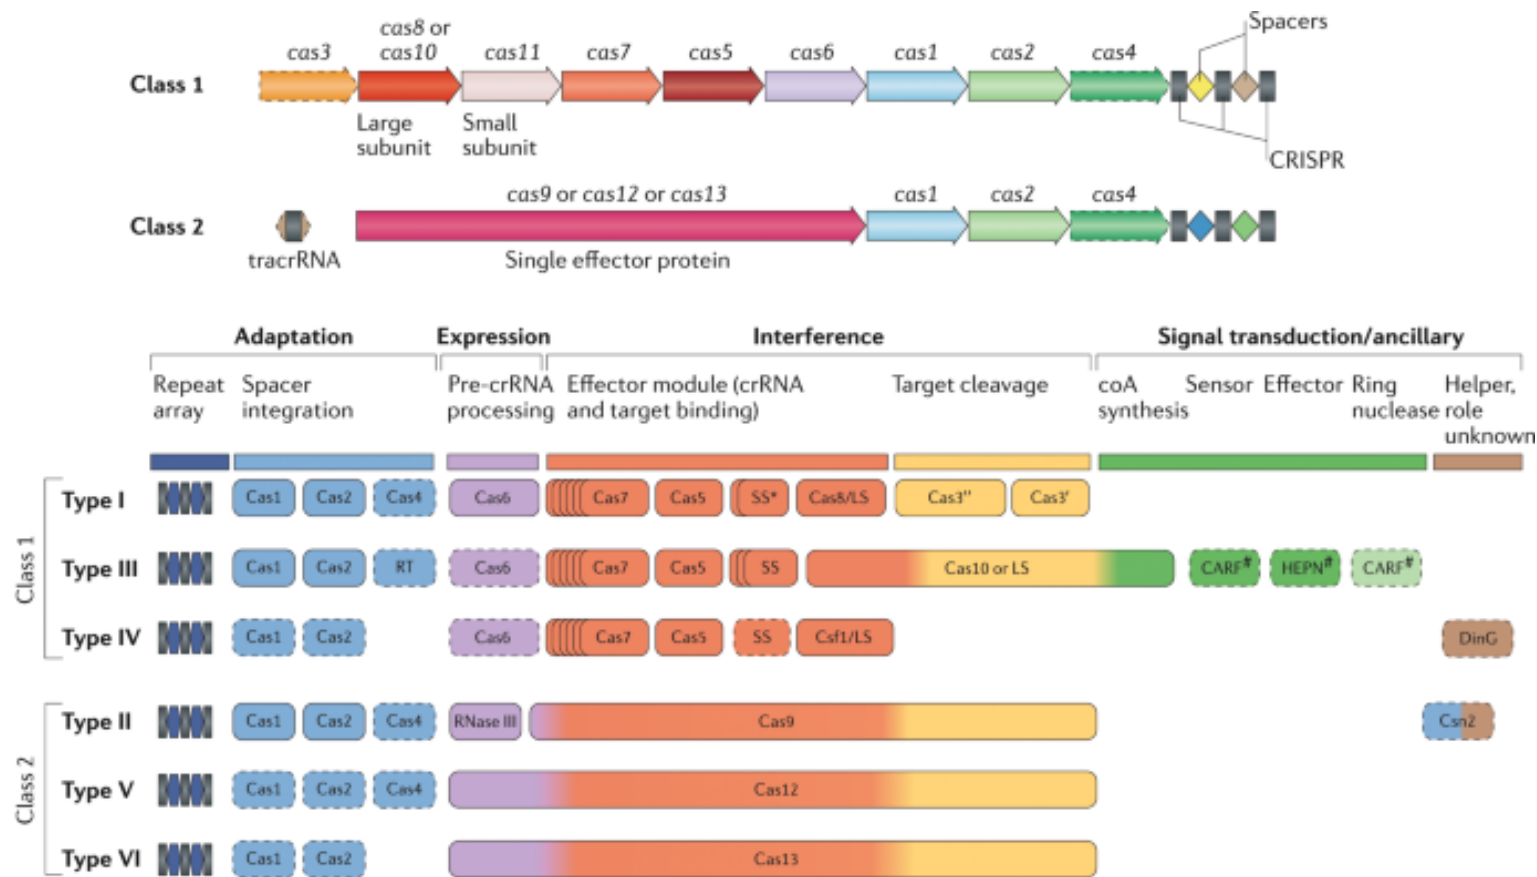 Spacers
cas8 or
cas3 cas10 cas11 cas7 cas5 cas6 cas1 cas2 cas4
Class 1
Large subunit
Small subunit
CRISPR
cas9 or cas12 or cas13 cas1 cas2 cas4
Class 2
tracrRNA
Single effector protein
Adaptation Expression Interference Signal transduction/ancillary
Repeat array
Spacer integration
Pre-crRNA processing
Effector module (crRNA and target binding)
Target cleavage
coA synthesis
Sensor
Effector
Ring nuclease
Helper, role unknown
Class 1
Type I Cas1 Cas2 Cas4 Cas6 Cas7 Cas5 SS* Cas8/LS Cas3″ Cas3′
Type III Cas1 Cas2 RT Cas6 Cas7 Cas5 SS Cas10 or LS CARF# HEPN# CARF#
Type IV Cas1 Cas2 Cas6 Cas7 Cas5 SS Csf1/LS DinG
Class 2
Type II Cas1 Cas2 Cas4 RNase III Cas9 Csn2
Type V Cas1 Cas2 Cas4 Cas12
Type VI Cas1 Cas2 Cas13